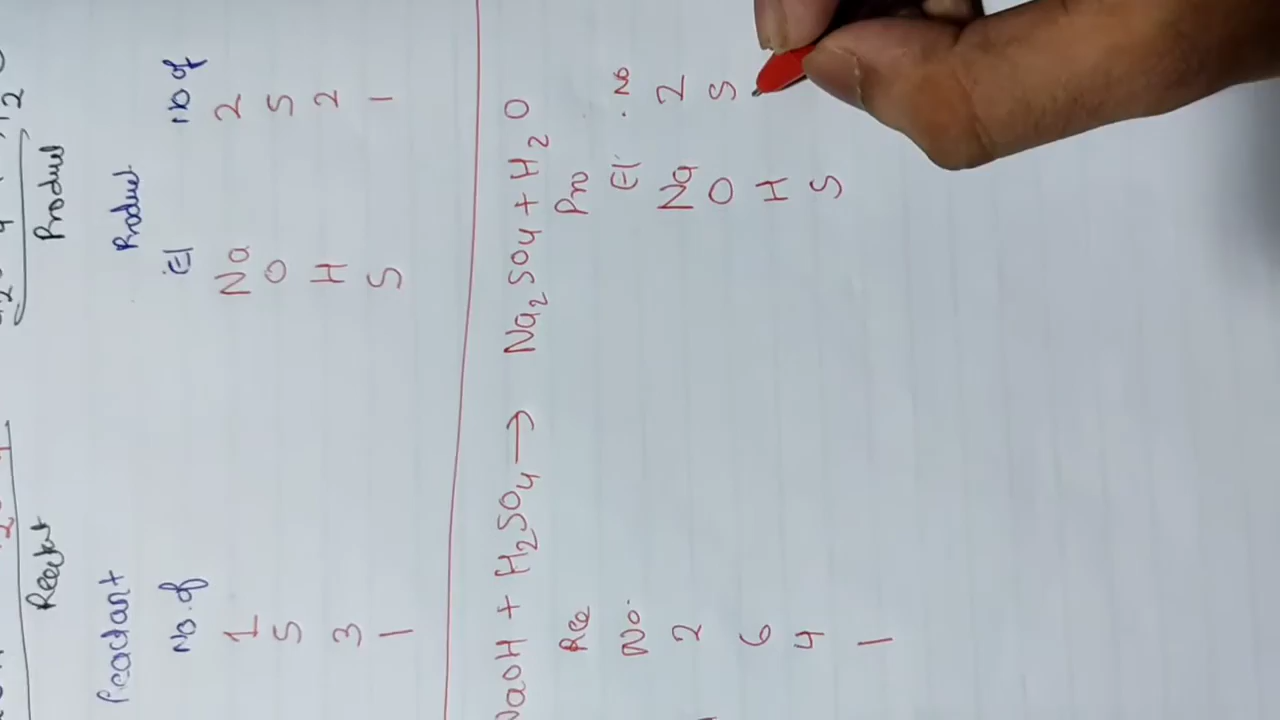 Reactant Product
Reactant Product
No. of El No of
1 Na 2
5 O 5
3 H 2
1 S 1
NaOH + H2SO4 → Na2SO4 + H2O
Rea Pro
No. El . No
2 Na 2
6 O 5
4 H
1 S